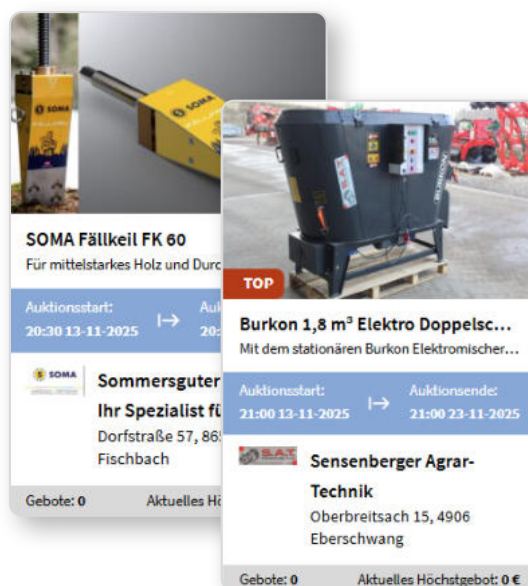 SOMA
SOMA
SOMA Fällkeil FK 60
Für mittelstarkes Holz und Durc
Auktionsstart:
20:30 13-11-2025
SOMA
Sommersguter
Ihr Spezialist fü
Dorfstraße 57,
Fischbach
Gebote: 0 Aktuelles Hö
S.A.T.
BURKON
TOP
Burkon 1,8 m³ Elektro Doppelsc...
Mit dem stationären Burkon Elektromischer...
Auktionsstart: Auktionsende:
21:00 13-11-2025 21:00 23-11-2025
S.A.T.
Sensenberger Agrar-
Technik
Oberbreitsach 15, 4906
Eberschwang
Gebote: 0 Aktuelles Höchstgebot: 0 €